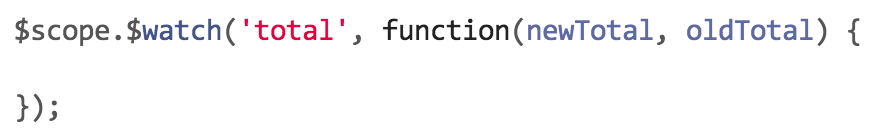 $scope.$watch('total', function(newTotal, oldTotal) {
});